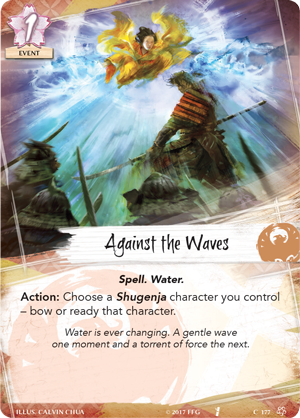 1
EVENT
Against the Waves
Spell. Water.
Action: Choose a Shugenja character you control
– bow or ready that character.
Water is ever changing. A gentle wave
one moment and a torrent of force the next.
ILLUS. CALVIN CHUA
©2017 FFG
C 177